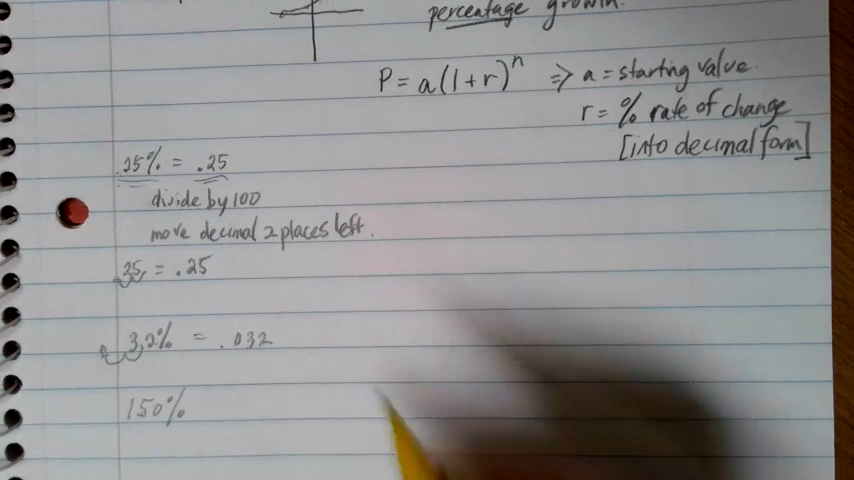 percentage growth.
P = a(1+r)^n ⇒ a = starting value.
r = % rate of change
[into decimal form]
.25% = .25
divide by 100
move decimal 2 places left.
25. = .25
3.2% = .032
150%